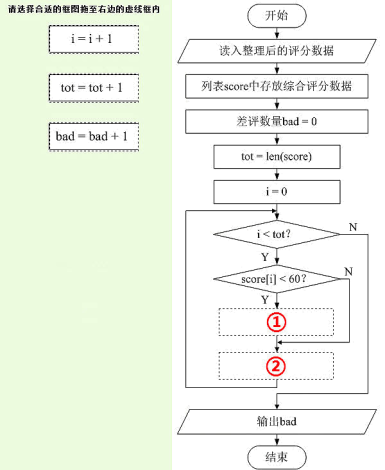 请选择合适的框图拖至右边的虚线框内
i = i + 1
tot = tot + 1
bad = bad + 1
开始
读入整理后的评分数据
列表score中存放综合评分数据
差评数量bad = 0
tot = len(score)
i = 0
i < tot?
N
Y
score[i] < 60?
N
Y
①
②
输出bad
结束